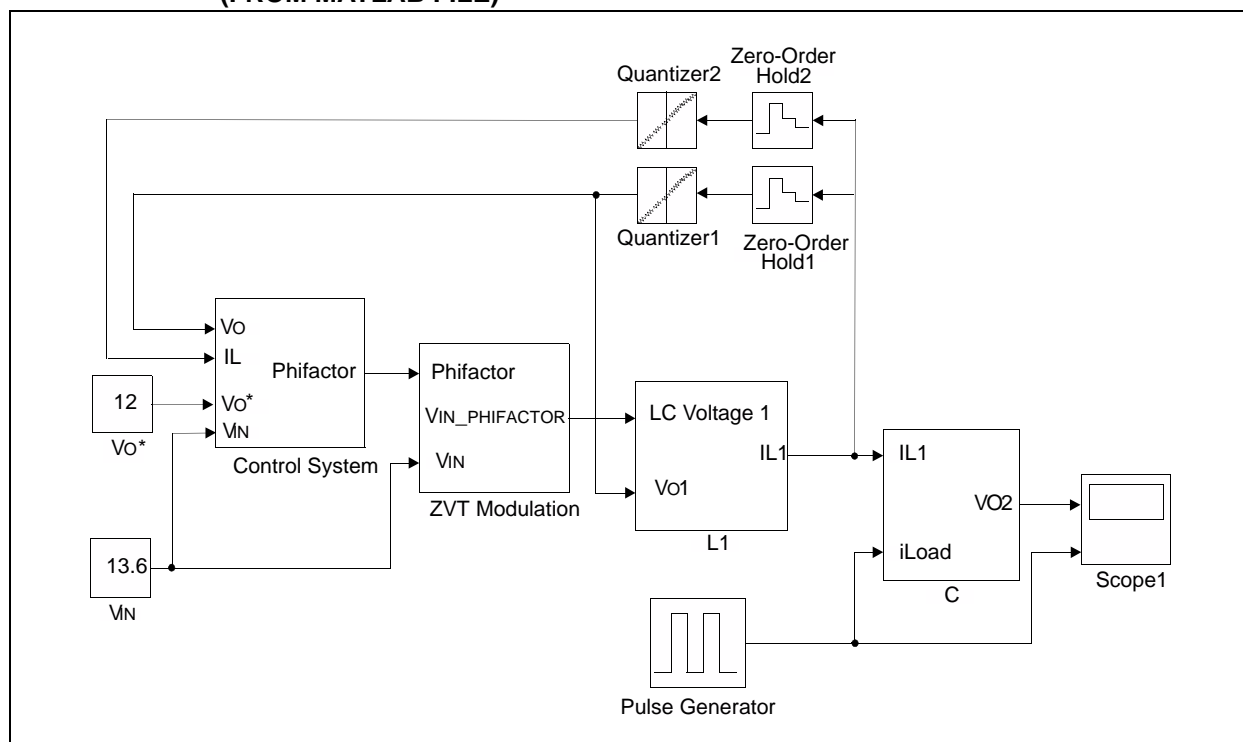 (FROM MATLAB FILE)
Quantizer2
Zero-Order
Hold2
Quantizer1
Zero-Order
Hold1
VO
IL
Phifactor
VO*
VIN
Control System
12
VO*
13.6
VIN
Phifactor
VIN_PHIFACTOR
VIN
ZVT Modulation
LC Voltage 1
IL1
VO1
L1
IL1
VO2
iLoad
C
Scope1
Pulse Generator